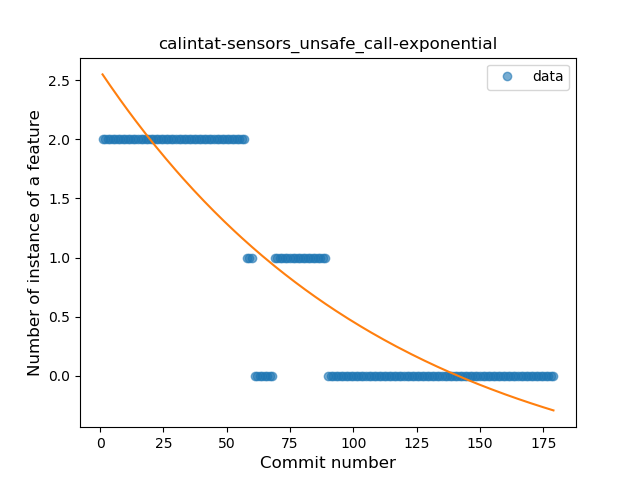 calintat-sensors_unsafe_call-exponential
data
Number of instance of a feature
2.5
2.0
1.5
1.0
0.5
0.0
0 25 50 75 100 125 150 175
Commit number